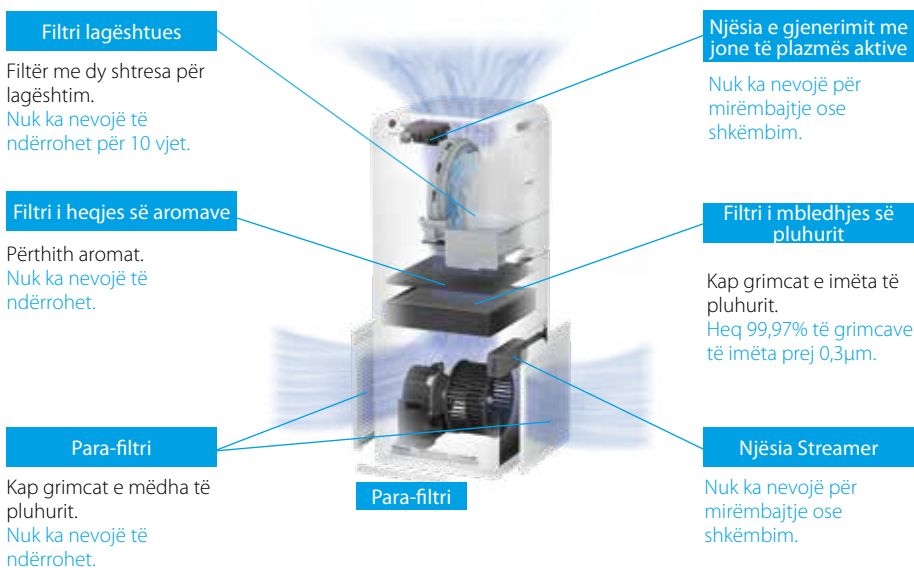 Filtri lagështues
Filtër me dy shtresa për
lagështim.
Nuk ka nevojë të
ndërrohet për 10 vjet.
Filtri i heqjes së aromave
Përthith aromat.
Nuk ka nevojë të
ndërrohet.
Para-filtri
Kap grimcat e mëdha të
pluhurit.
Nuk ka nevojë të
ndërrohet.
Para-filtri
Njësia e gjenerimit me
jone të plazmës aktive
Nuk ka nevojë për
mirëmbajtje ose
shkëmbim.
Filtri i mbledhjes së
pluhurit
Kap grimcat e imëta të
pluhurit.
Heq 99,97% të grimcave
të imëta prej 0,3µm.
Njësia Streamer
Nuk ka nevojë për
mirëmbajtje ose
shkëmbim.